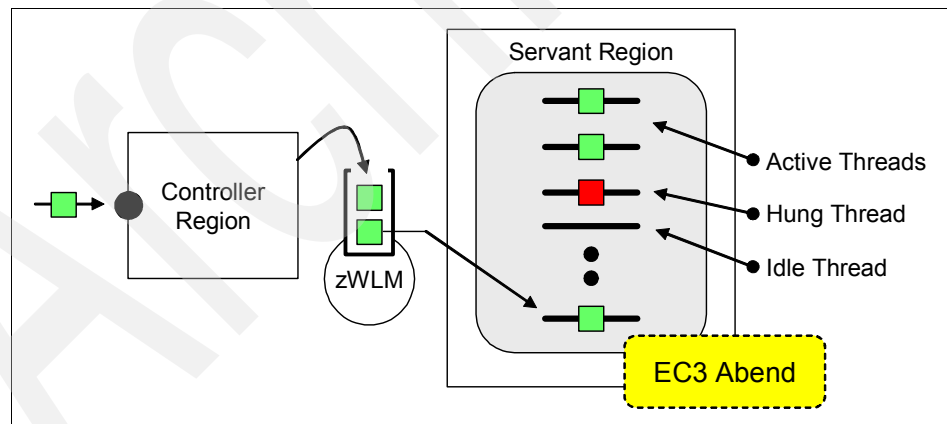 Servant Region
Controller
Region
zWLM
Active Threads
Hung Thread
Idle Thread
EC3 Abend